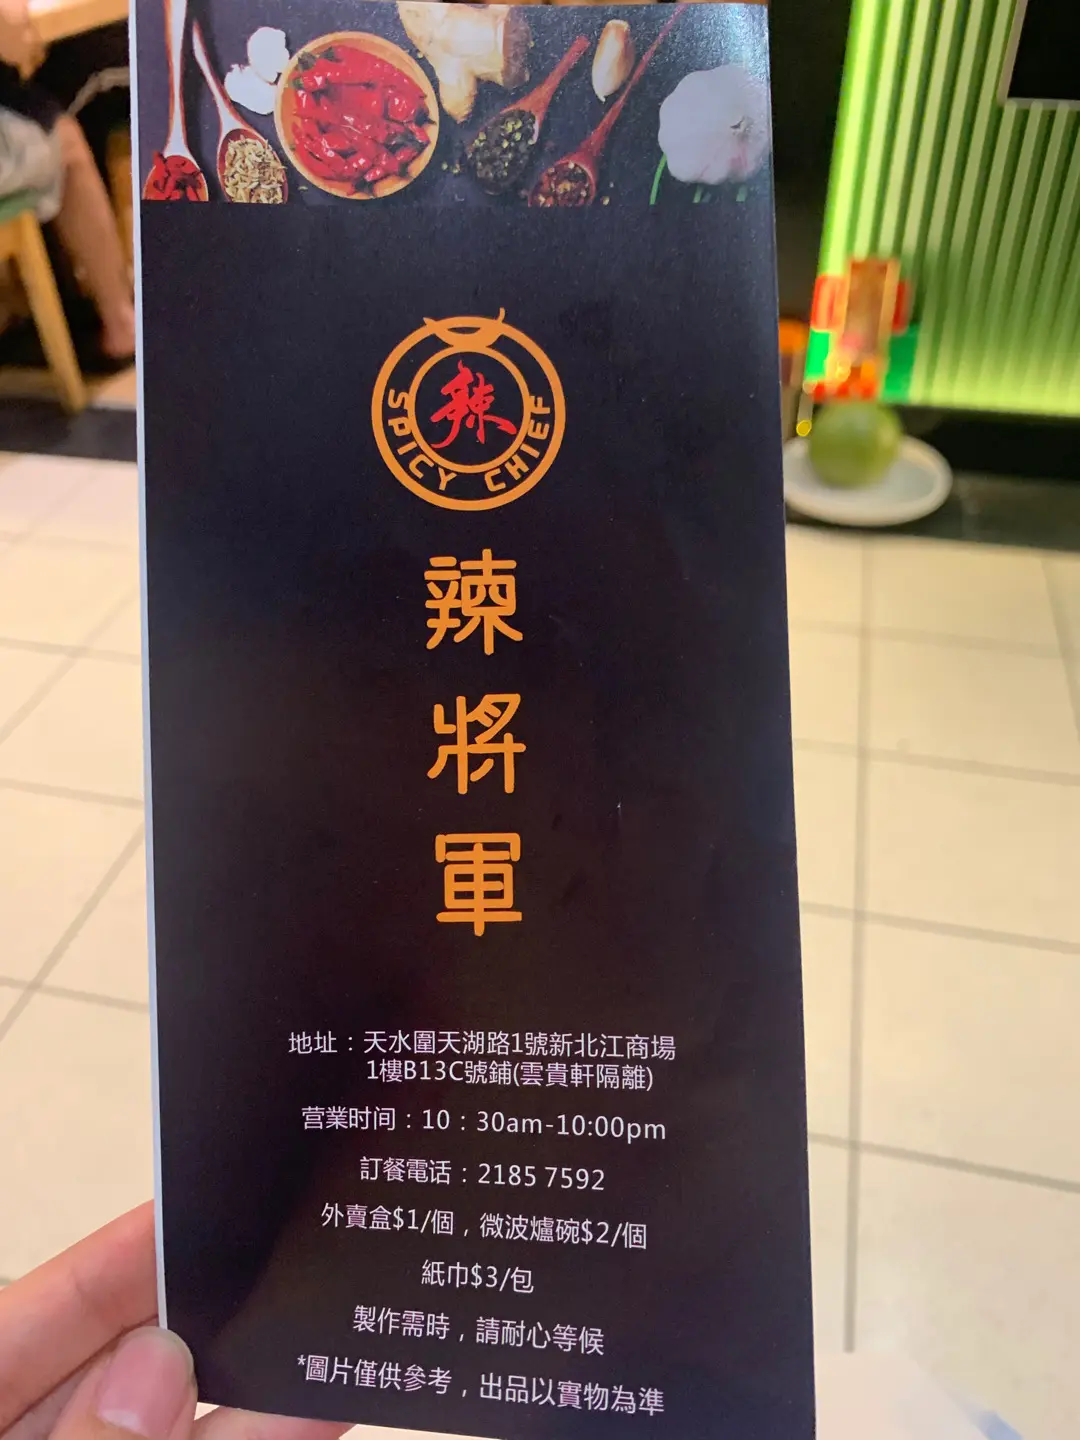 辣
SPICY CHIEF
辣
將
軍
地址：天水圍天湖路1號新北江商場
1樓B13C號鋪(雲貴軒隔離)
营業时间：10：30am-10:00pm
訂餐電话：2185 7592
外賣盒$1/個，微波爐碗$2/個
紙巾$3/包
製作需時，請耐心等候
*圖片僅供參考，出品以實物為準